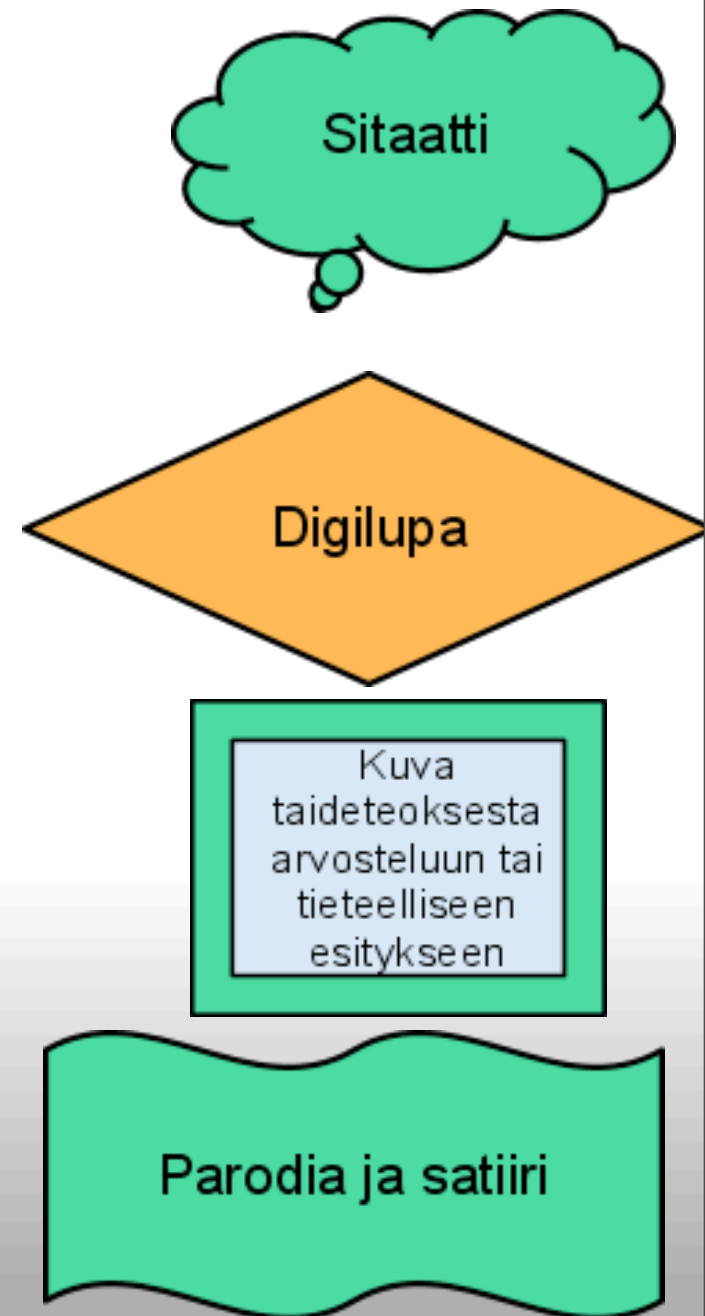 Sitaatti
Digilupa
Kuva
taideteoksesta
arvosteluun tai
tieteelliseen
esitykseen
Parodia ja satiiri